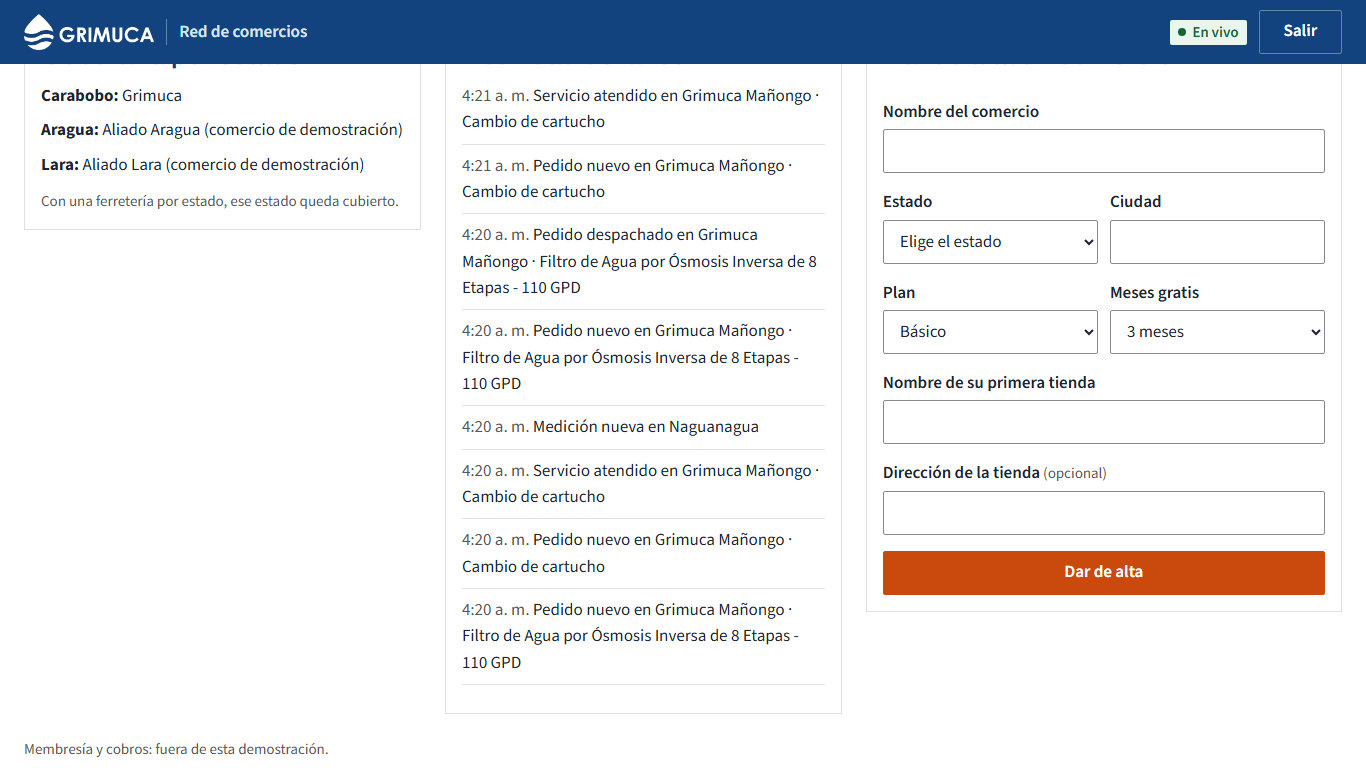 GRIMUCA
Red de comercios
En vivo
Salir
Carabobo: Grimuca
Aragua: Aliado Aragua (comercio de demostración)
Lara: Aliado Lara (comercio de demostración)
Con una ferretería por estado, ese estado queda cubierto.
4:21 a. m. Servicio atendido en Grimuca Mañongo ·
Cambio de cartucho
4:21 a. m. Pedido nuevo en Grimuca Mañongo ·
Cambio de cartucho
4:20 a. m. Pedido despachado en Grimuca
Mañongo · Filtro de Agua por Ósmosis Inversa de 8
Etapas - 110 GPD
4:20 a. m. Pedido nuevo en Grimuca Mañongo ·
Filtro de Agua por Ósmosis Inversa de 8 Etapas -
110 GPD
4:20 a. m. Medición nueva en Naguanagua
4:20 a. m. Servicio atendido en Grimuca Mañongo ·
Cambio de cartucho
4:20 a. m. Pedido nuevo en Grimuca Mañongo ·
Cambio de cartucho
4:20 a. m. Pedido nuevo en Grimuca Mañongo ·
Filtro de Agua por Ósmosis Inversa de 8 Etapas -
110 GPD
Nombre del comercio
Estado
Ciudad
Elige el estado
Plan
Meses gratis
Básico
3 meses
Nombre de su primera tienda
Dirección de la tienda (opcional)
Dar de alta
Membresía y cobros: fuera de esta demostración.